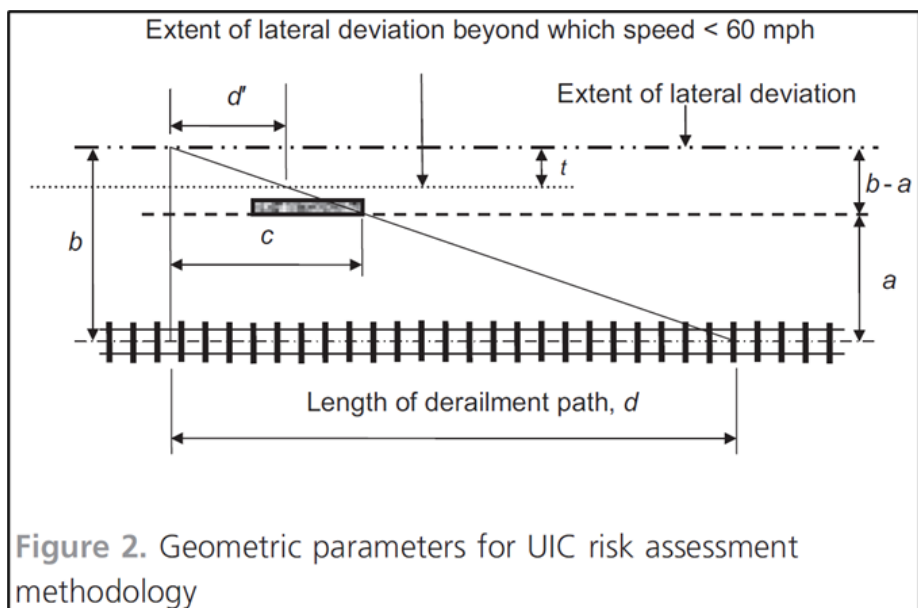 Extent of lateral deviation beyond which speed < 60 mph
d'
Extent of lateral deviation
t
b - a
b
c
a
Length of derailment path, d
Figure 2. Geometric parameters for UIC risk assessment
methodology